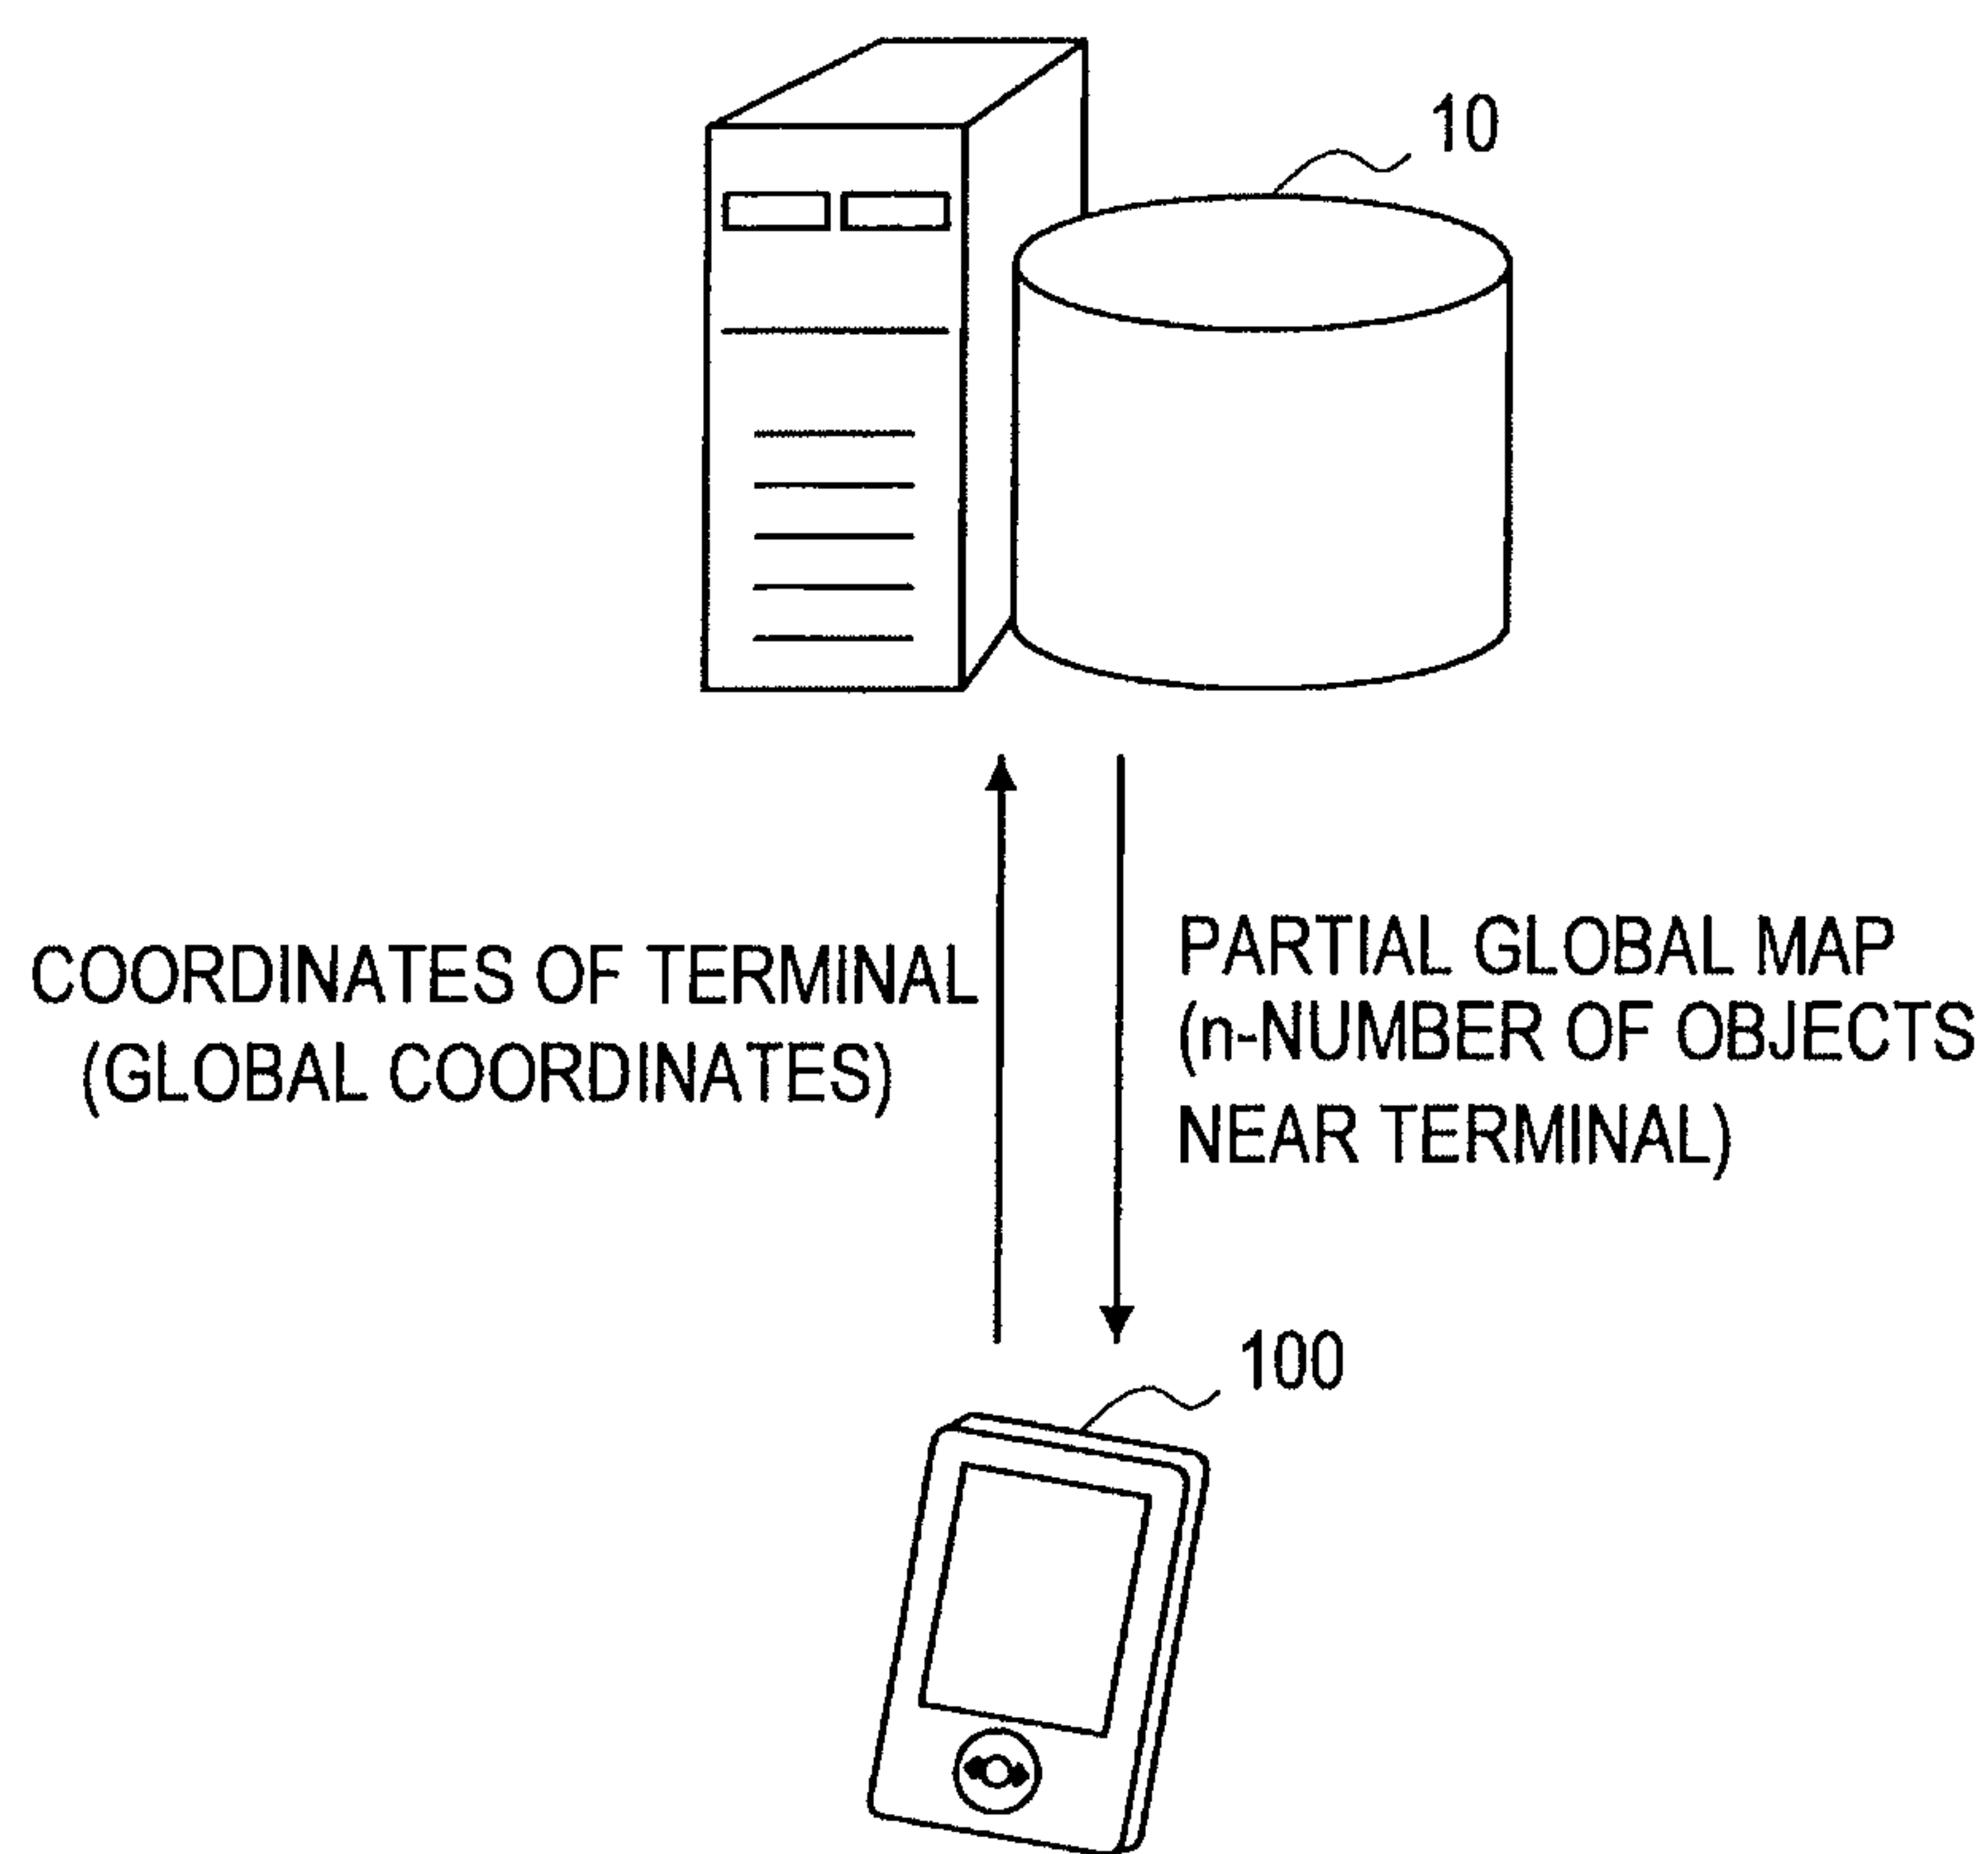 10
COORDINATES OF TERMINAL
(GLOBAL COORDINATES)
PARTIAL GLOBAL MAP
(n-NUMBER OF OBJECTS
NEAR TERMINAL)
100